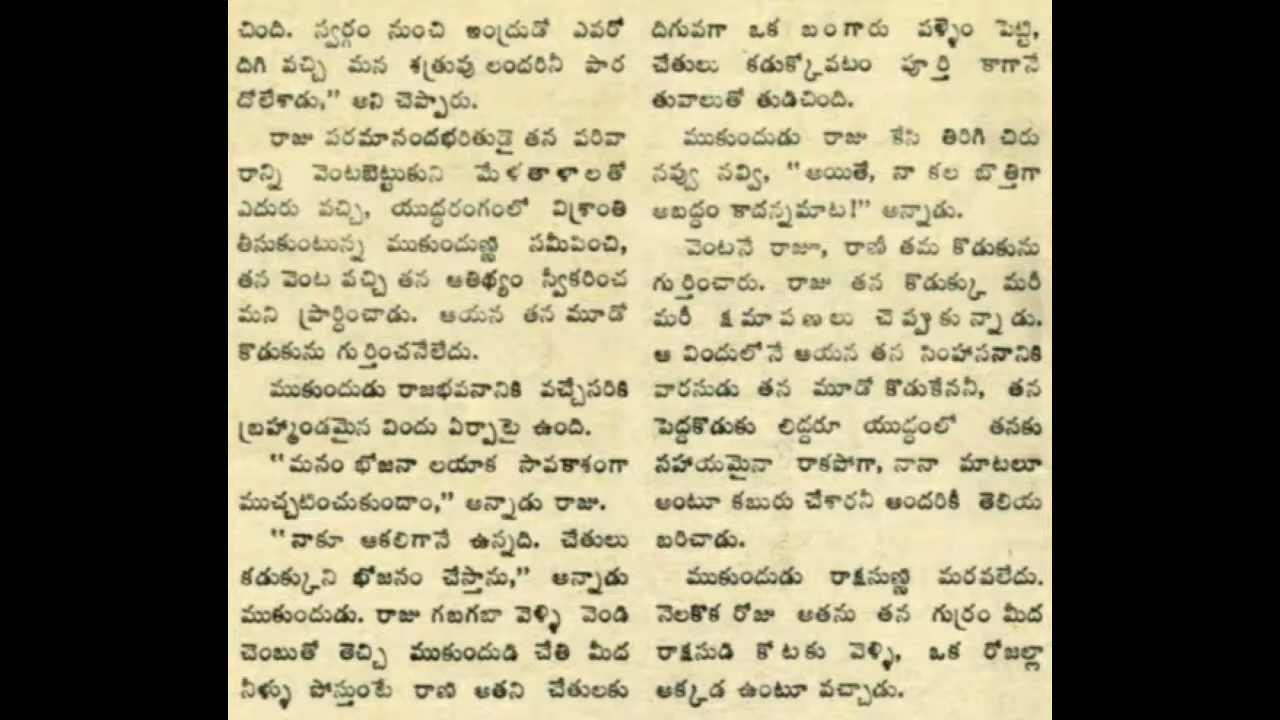 చింది. స్వర్గం నుంచి ఇంద్రుడో ఎవరో
దిగి వచ్చి మన శత్రువు లందరినీ పార
దోలేశాడు,” అని చెప్పారు.
రాజు పరమానందభరితుడై తన పరివా
రాన్ని వెంటబెట్టుకుని మేళతాళాలతో
ఎదురు వచ్చి, యుద్ధరంగంలో విశ్రాంతి
తీసుకుంటున్న ముకుందుణ్ణి సమీపించి,
తన వెంట వచ్చి తన ఆతిథ్యం స్వీకరించ
మని ప్రార్థించాడు. ఆయన తన మూడో
కొడుకును గుర్తించనేలేదు.
ముకుందుడు రాజభవనానికి వచ్చేసరికి
బ్రహ్మాండమైన విందు ఏర్పాటై ఉంది.
“మనం భోజనా లయాక సావకాశంగా
ముచ్చటించుకుందాం,” అన్నాడు రాజు.
“నాకూ ఆకలిగానే ఉన్నది. చేతులు
కడుక్కుని భోజనం చేస్తాను,” అన్నాడు
ముకుందుడు. రాజు గబగబా వెళ్ళి వెండి
చెంబుతో తెచ్చి ముకుందుడి చేతి మీద
నీళ్ళు పోస్తుంటే రాణి అతని చేతులకు
దిగువగా ఒక బంగారు పళ్ళెం పెట్టి,
చేతులు కడుక్కోవటం పూర్తి కాగానే
తువాలుతో తుడిచింది.
ముకుందుడు రాజు కేసి తిరిగి చిరు
నవ్వు నవ్వి, “అయితే, నా కల బొత్తిగా
అబద్ధం కాదన్నమాట!” అన్నాడు.
వెంటనే రాజూ, రాణీ తమ కొడుకును
గుర్తించారు. రాజు తన కొడుక్కు మరీ
మరీ క్షమాపణలు చెప్పుకున్నాడు.
ఆ విందులోనే ఆయన తన సింహాసనానికి
వారసుడు తన మూడో కొడుకేననీ, తన
పెద్దకొడుకు లిద్దరూ యుద్ధంలో తనకు
సహాయమైనా రాకపోగా, నానా మాటలూ
అంటూ కబురు చేశారనీ అందరికీ తెలియ
బరిచాడు.
ముకుందుడు రాక్షసుణ్ణి మరవలేదు.
నెలకొక రోజు అతను తన గుర్రం మీద
రాక్షసుడి కోటకు వెళ్ళి, ఒక రోజల్లా
అక్కడ ఉంటూ వచ్చాడు.